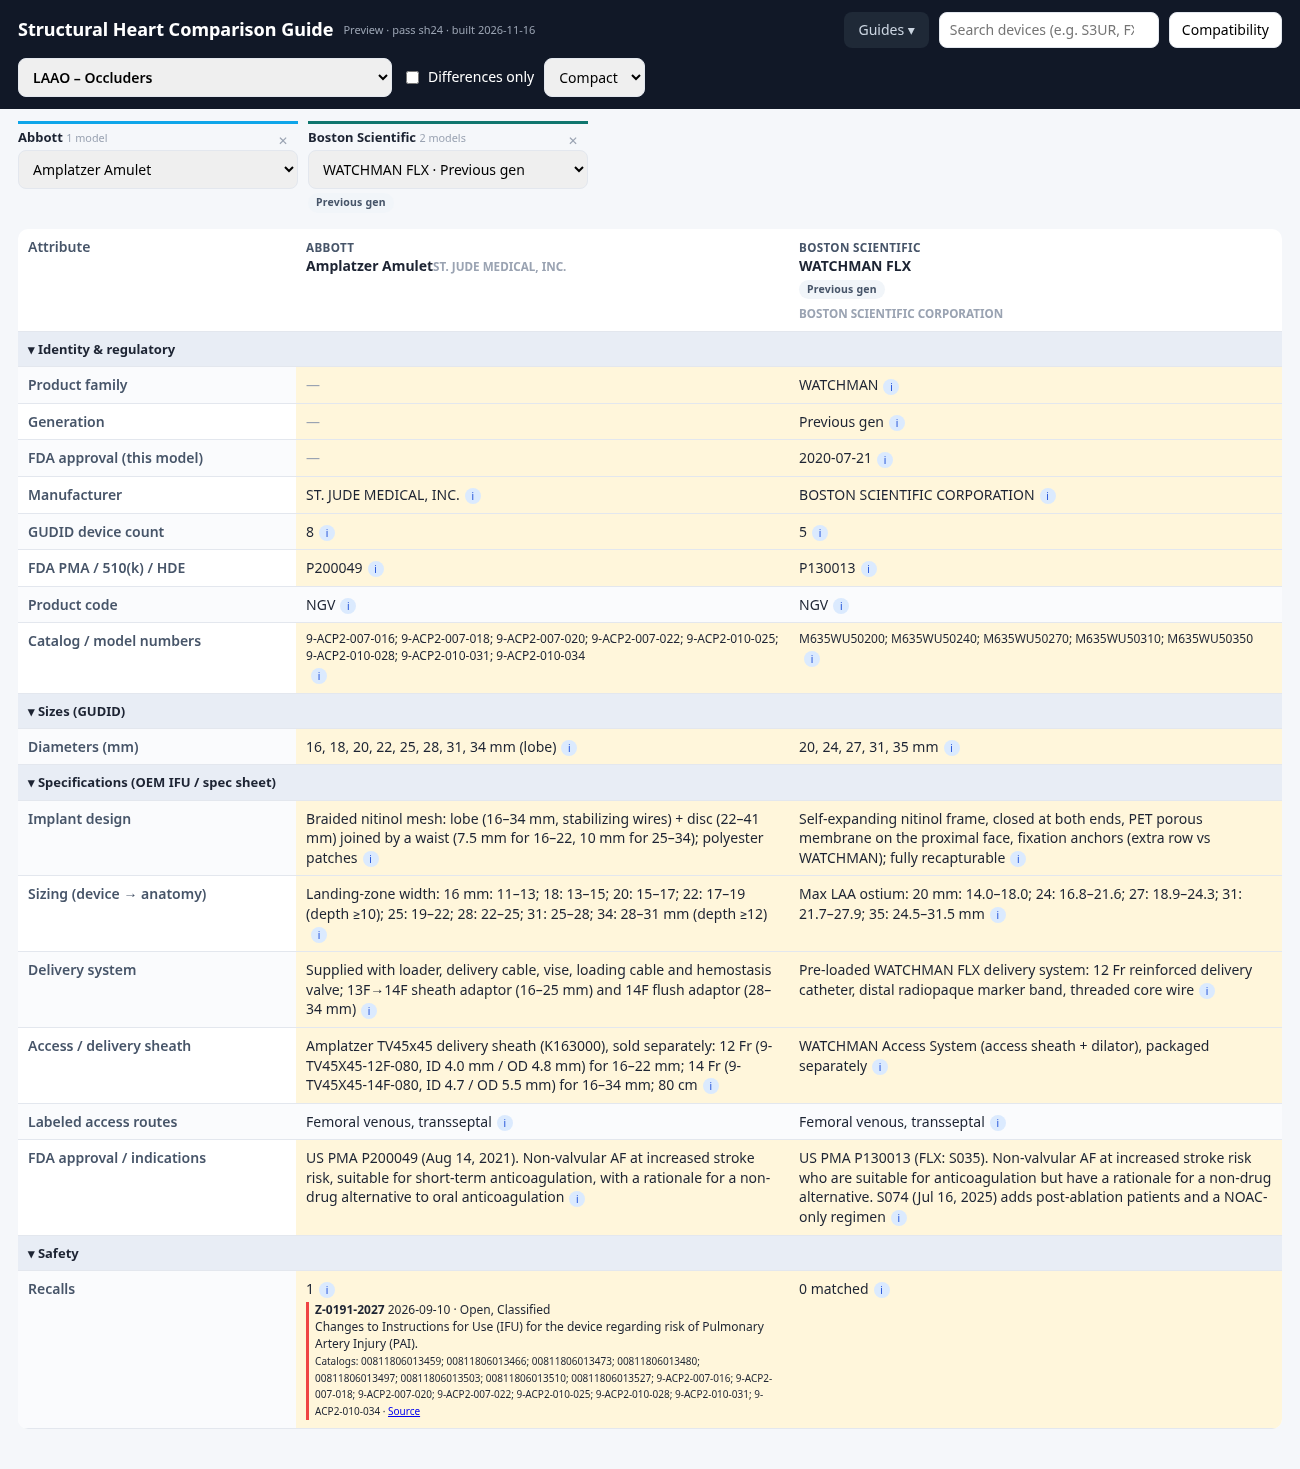 Structural Heart Comparison Guide Preview · pass sh24 · built 2026-11-16
Guides ▾ Search devices (e.g. S3UR, FX Compatibility
LAAO – Occluders Differences only Compact
Abbott 1 model ×
Boston Scientific 2 models ×
Amplatzer Amulet
WATCHMAN FLX · Previous gen
Previous gen
Attribute
ABBOTT
Amplatzer AmuletST. JUDE MEDICAL, INC.
BOSTON SCIENTIFIC
WATCHMAN FLX
Previous gen
BOSTON SCIENTIFIC CORPORATION
▾ Identity & regulatory
Product family
—
WATCHMAN i
Generation
—
Previous gen i
FDA approval (this model)
—
2020-07-21 i
Manufacturer
ST. JUDE MEDICAL, INC. i
BOSTON SCIENTIFIC CORPORATION i
GUDID device count
8 i
5 i
FDA PMA / 510(k) / HDE
P200049 i
P130013 i
Product code
NGV i
NGV i
Catalog / model numbers
9-ACP2-007-016; 9-ACP2-007-018; 9-ACP2-007-020; 9-ACP2-007-022; 9-ACP2-010-025;
9-ACP2-010-028; 9-ACP2-010-031; 9-ACP2-010-034
i
M635WU50200; M635WU50240; M635WU50270; M635WU50310; M635WU50350
i
▾ Sizes (GUDID)
Diameters (mm)
16, 18, 20, 22, 25, 28, 31, 34 mm (lobe) i
20, 24, 27, 31, 35 mm i
▾ Specifications (OEM IFU / spec sheet)
Implant design
Braided nitinol mesh: lobe (16–34 mm, stabilizing wires) + disc (22–41
mm) joined by a waist (7.5 mm for 16–22, 10 mm for 25–34); polyester
patches i
Self-expanding nitinol frame, closed at both ends, PET porous
membrane on the proximal face, fixation anchors (extra row vs
WATCHMAN); fully recapturable i
Sizing (device → anatomy)
Landing-zone width: 16 mm: 11–13; 18: 13–15; 20: 15–17; 22: 17–19
(depth ≥10); 25: 19–22; 28: 22–25; 31: 25–28; 34: 28–31 mm (depth ≥12)
i
Max LAA ostium: 20 mm: 14.0–18.0; 24: 16.8–21.6; 27: 18.9–24.3; 31:
21.7–27.9; 35: 24.5–31.5 mm i
Delivery system
Supplied with loader, delivery cable, vise, loading cable and hemostasis
valve; 13F→14F sheath adaptor (16–25 mm) and 14F flush adaptor (28–
34 mm) i
Pre-loaded WATCHMAN FLX delivery system: 12 Fr reinforced delivery
catheter, distal radiopaque marker band, threaded core wire i
Access / delivery sheath
Amplatzer TV45x45 delivery sheath (K163000), sold separately: 12 Fr (9-
TV45X45-12F-080, ID 4.0 mm / OD 4.8 mm) for 16–22 mm; 14 Fr (9-
TV45X45-14F-080, ID 4.7 / OD 5.5 mm) for 16–34 mm; 80 cm i
WATCHMAN Access System (access sheath + dilator), packaged
separately i
Labeled access routes
Femoral venous, transseptal i
Femoral venous, transseptal i
FDA approval / indications
US PMA P200049 (Aug 14, 2021). Non-valvular AF at increased stroke
risk, suitable for short-term anticoagulation, with a rationale for a non-
drug alternative to oral anticoagulation i
US PMA P130013 (FLX: S035). Non-valvular AF at increased stroke risk
who are suitable for anticoagulation but have a rationale for a non-drug
alternative. S074 (Jul 16, 2025) adds post-ablation patients and a NOAC-
only regimen i
▾ Safety
Recalls
1 i
Z-0191-2027 2026-09-10 · Open, Classified
Changes to Instructions for Use (IFU) for the device regarding risk of Pulmonary
Artery Injury (PAI).
Catalogs: 00811806013459; 00811806013466; 00811806013473; 00811806013480;
00811806013497; 00811806013503; 00811806013510; 00811806013527; 9-ACP2-007-016; 9-ACP2-
007-018; 9-ACP2-007-020; 9-ACP2-007-022; 9-ACP2-010-025; 9-ACP2-010-028; 9-ACP2-010-031; 9-
ACP2-010-034 · Source
0 matched i